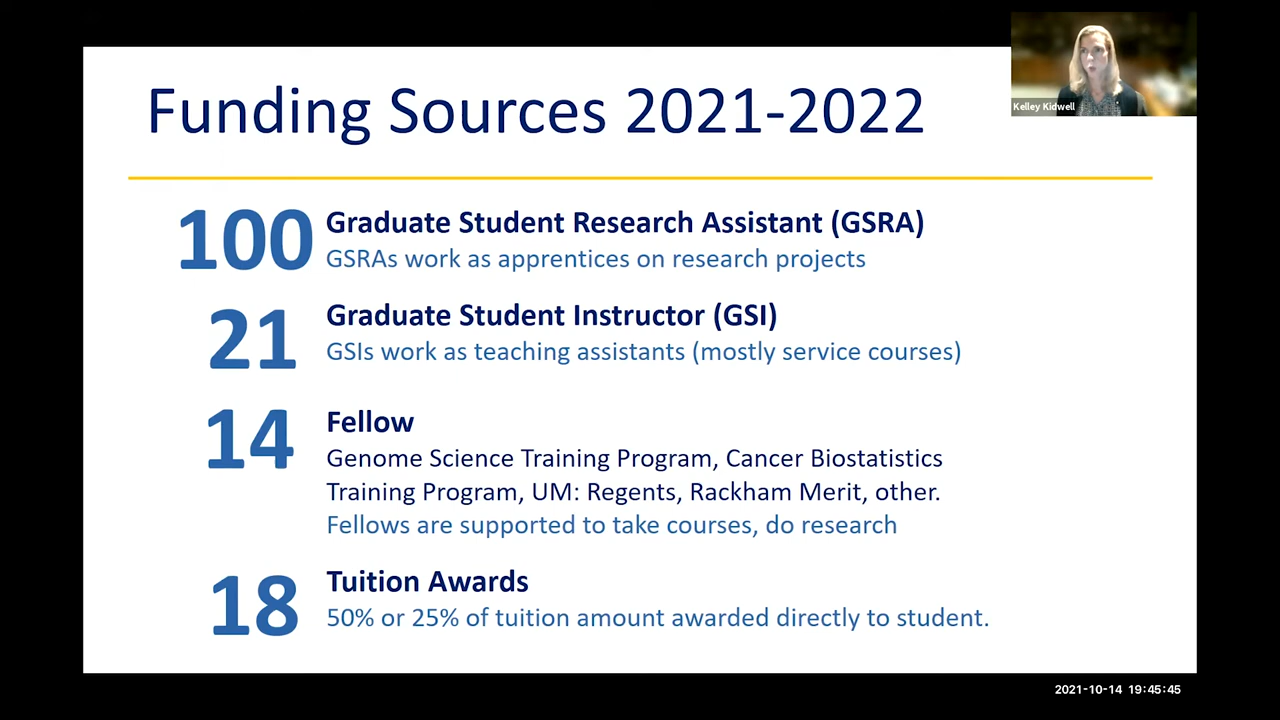 Funding Sources 2021-2022
Kelley Kidwell
100 Graduate Student Research Assistant (GSRA)
GSRAs work as apprentices on research projects
21 Graduate Student Instructor (GSI)
GSIs work as teaching assistants (mostly service courses)
14 Fellow
Genome Science Training Program, Cancer Biostatistics
Training Program, UM: Regents, Rackham Merit, other.
Fellows are supported to take courses, do research
18 Tuition Awards
50% or 25% of tuition amount awarded directly to student.
2021-10-14 19:45:45